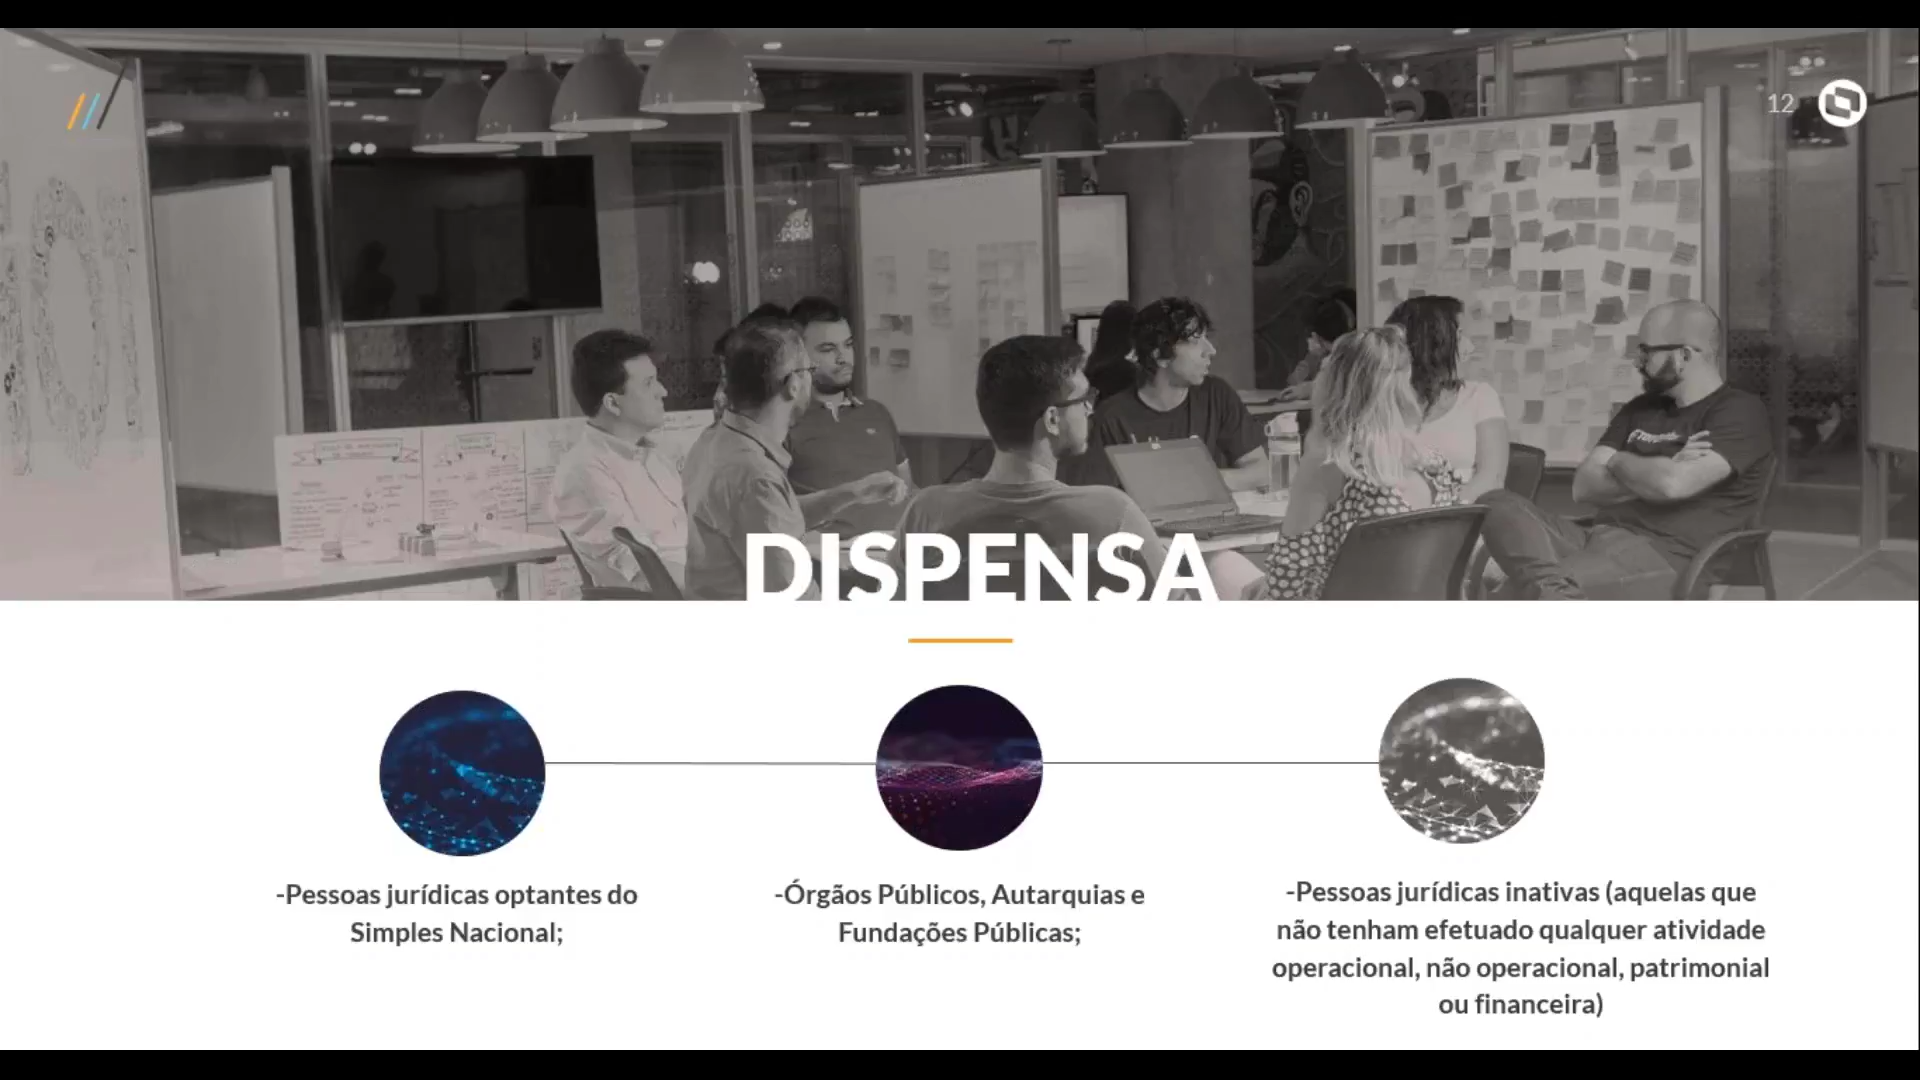 12
DISPENSA
-Pessoas jurídicas optantes do
Simples Nacional;
-Órgãos Públicos, Autarquias e
Fundações Públicas;
-Pessoas jurídicas inativas (aquelas que
não tenham efetuado qualquer atividade
operacional, não operacional, patrimonial
ou financeira)